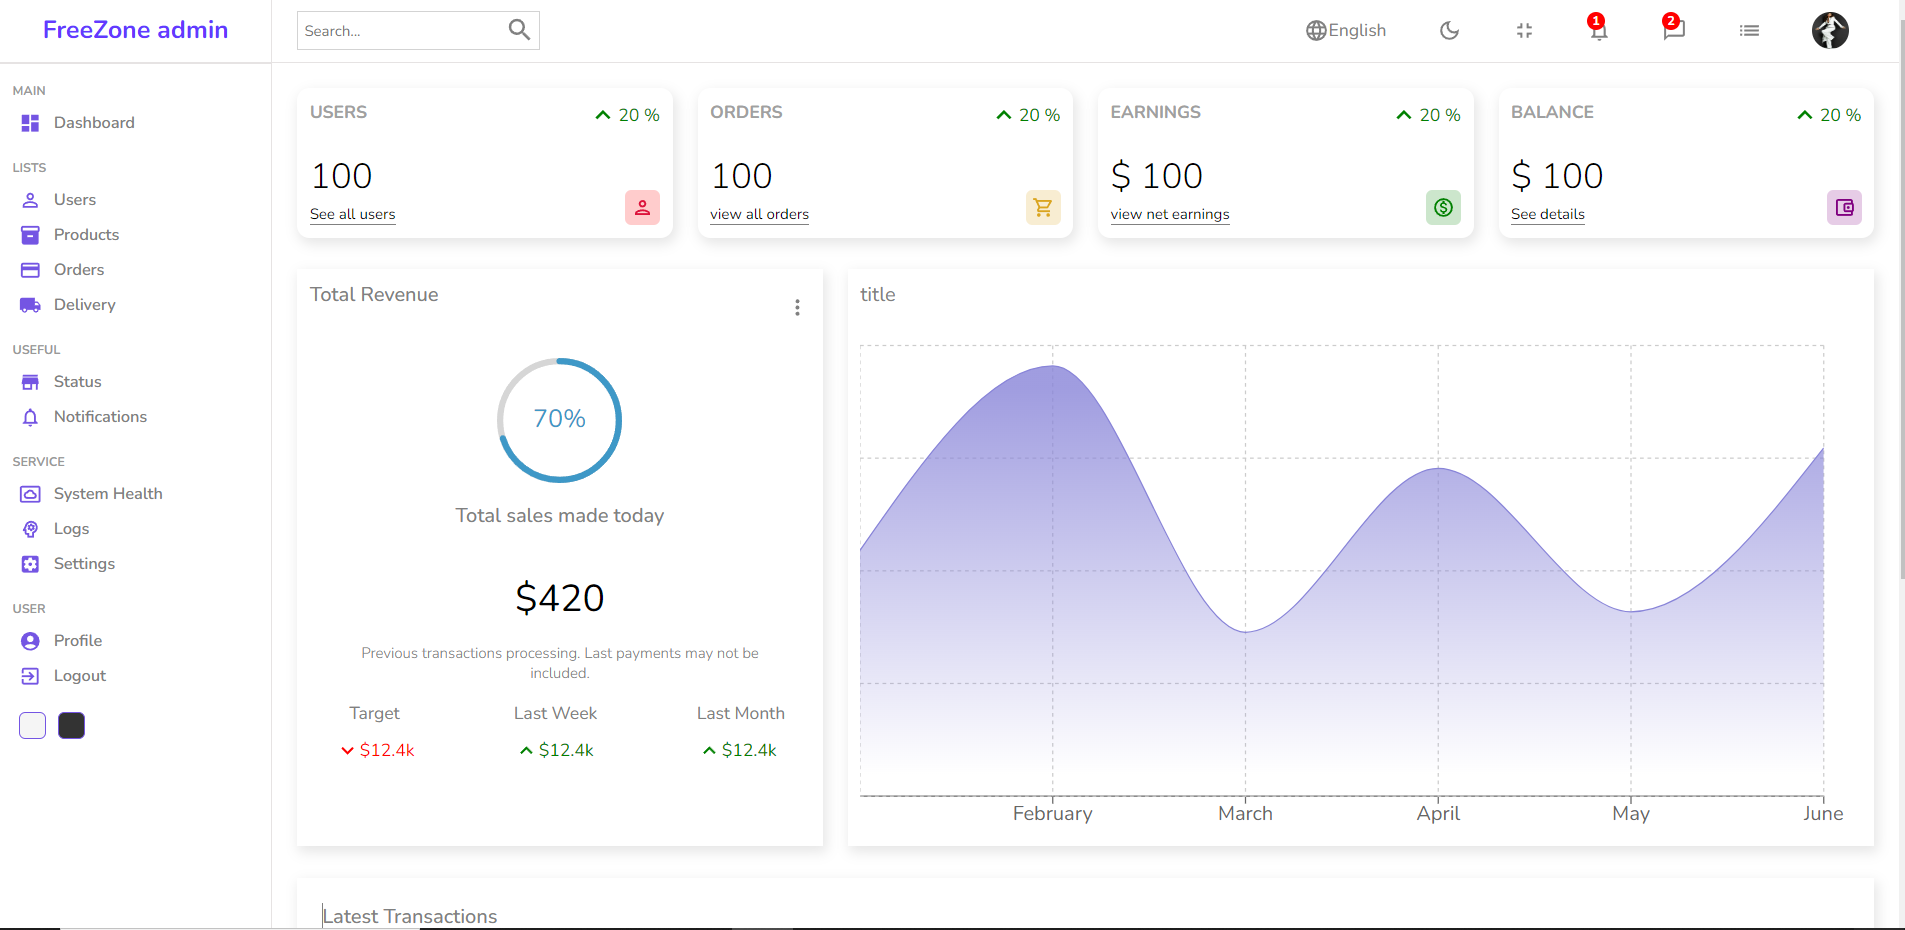 FreeZone admin
Search...
English
1
2
MAIN
Dashboard
LISTS
Users
Products
Orders
Delivery
USEFUL
Status
Notifications
SERVICE
System Health
Logs
Settings
USER
Profile
Logout
USERS
20 %
100
See all users
ORDERS
20 %
100
view all orders
EARNINGS
20 %
$ 100
view net earnings
BALANCE
20 %
$ 100
See details
Total Revenue
70%
Total sales made today
$420
Previous transactions processing. Last payments may not be
included.
Target
Last Week
Last Month
$12.4k
$12.4k
$12.4k
title
February
March
April
May
June
Latest Transactions